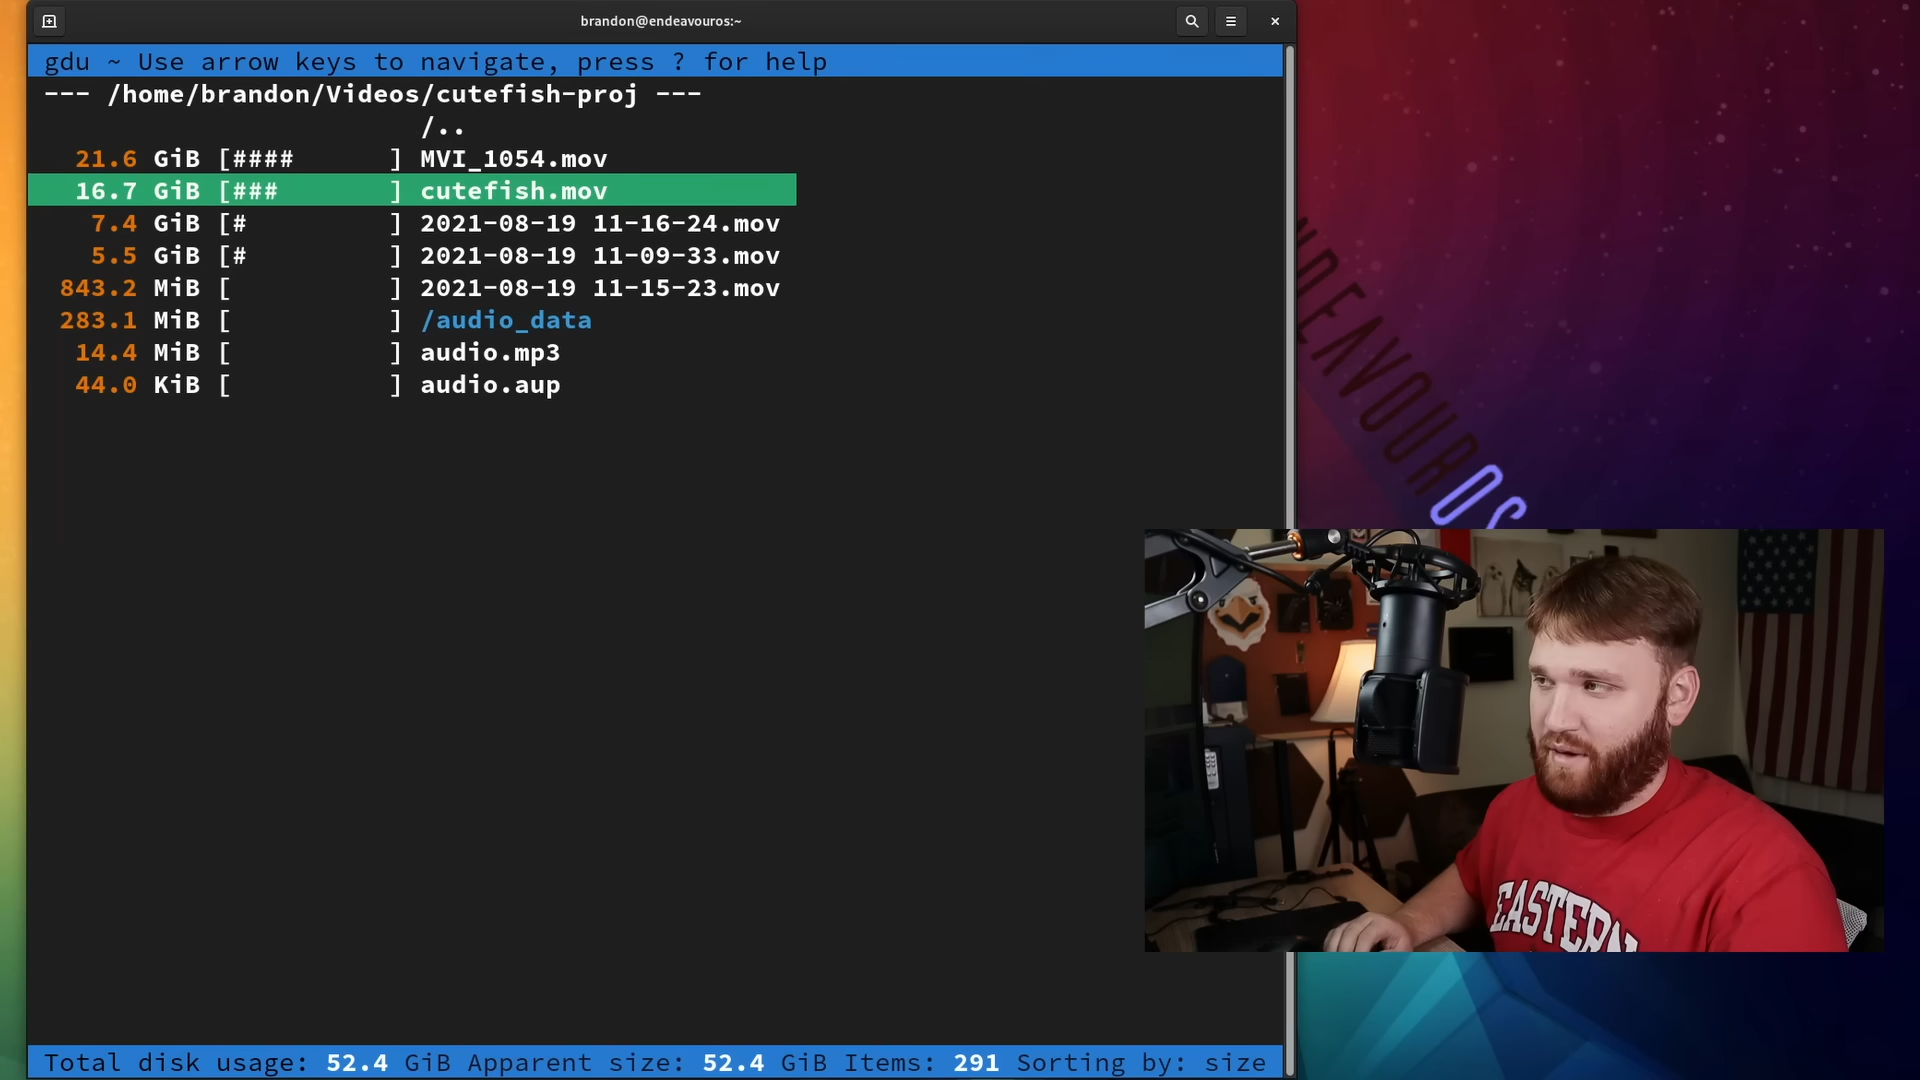 brandon@endeavouros:~
gdu ~ Use arrow keys to navigate, press ? for help
--- /home/brandon/Videos/cutefish-proj ---
/..
21.6 GiB [####      ] MVI_1054.mov
16.7 GiB [###       ] cutefish.mov
7.4 GiB [#         ] 2021-08-19 11-16-24.mov
5.5 GiB [#         ] 2021-08-19 11-09-33.mov
843.2 MiB [          ] 2021-08-19 11-15-23.mov
283.1 MiB [          ] /audio_data
14.4 MiB [          ] audio.mp3
44.0 KiB [          ] audio.aup
ENDEAVOUROS
EASTERN
Total disk usage: 52.4 GiB Apparent size: 52.4 GiB Items: 291 Sorting by: size